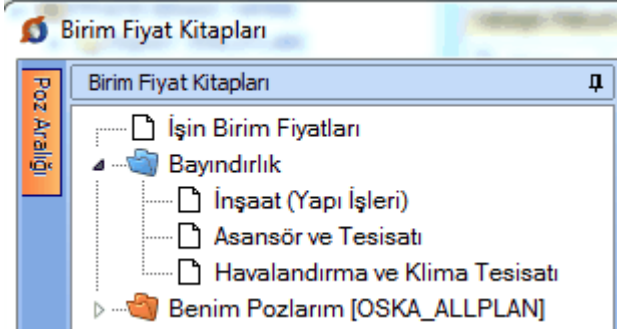 Birim Fiyat Kitapları
Poz Aralığı
Birim Fiyat Kitapları
İşin Birim Fiyatları
Bayındırlık
İnşaat (Yapı İşleri)
Asansör ve Tesisatı
Havalandırma ve Klima Tesisatı
Benim Pozlarım [OSKA_ALLPLAN]